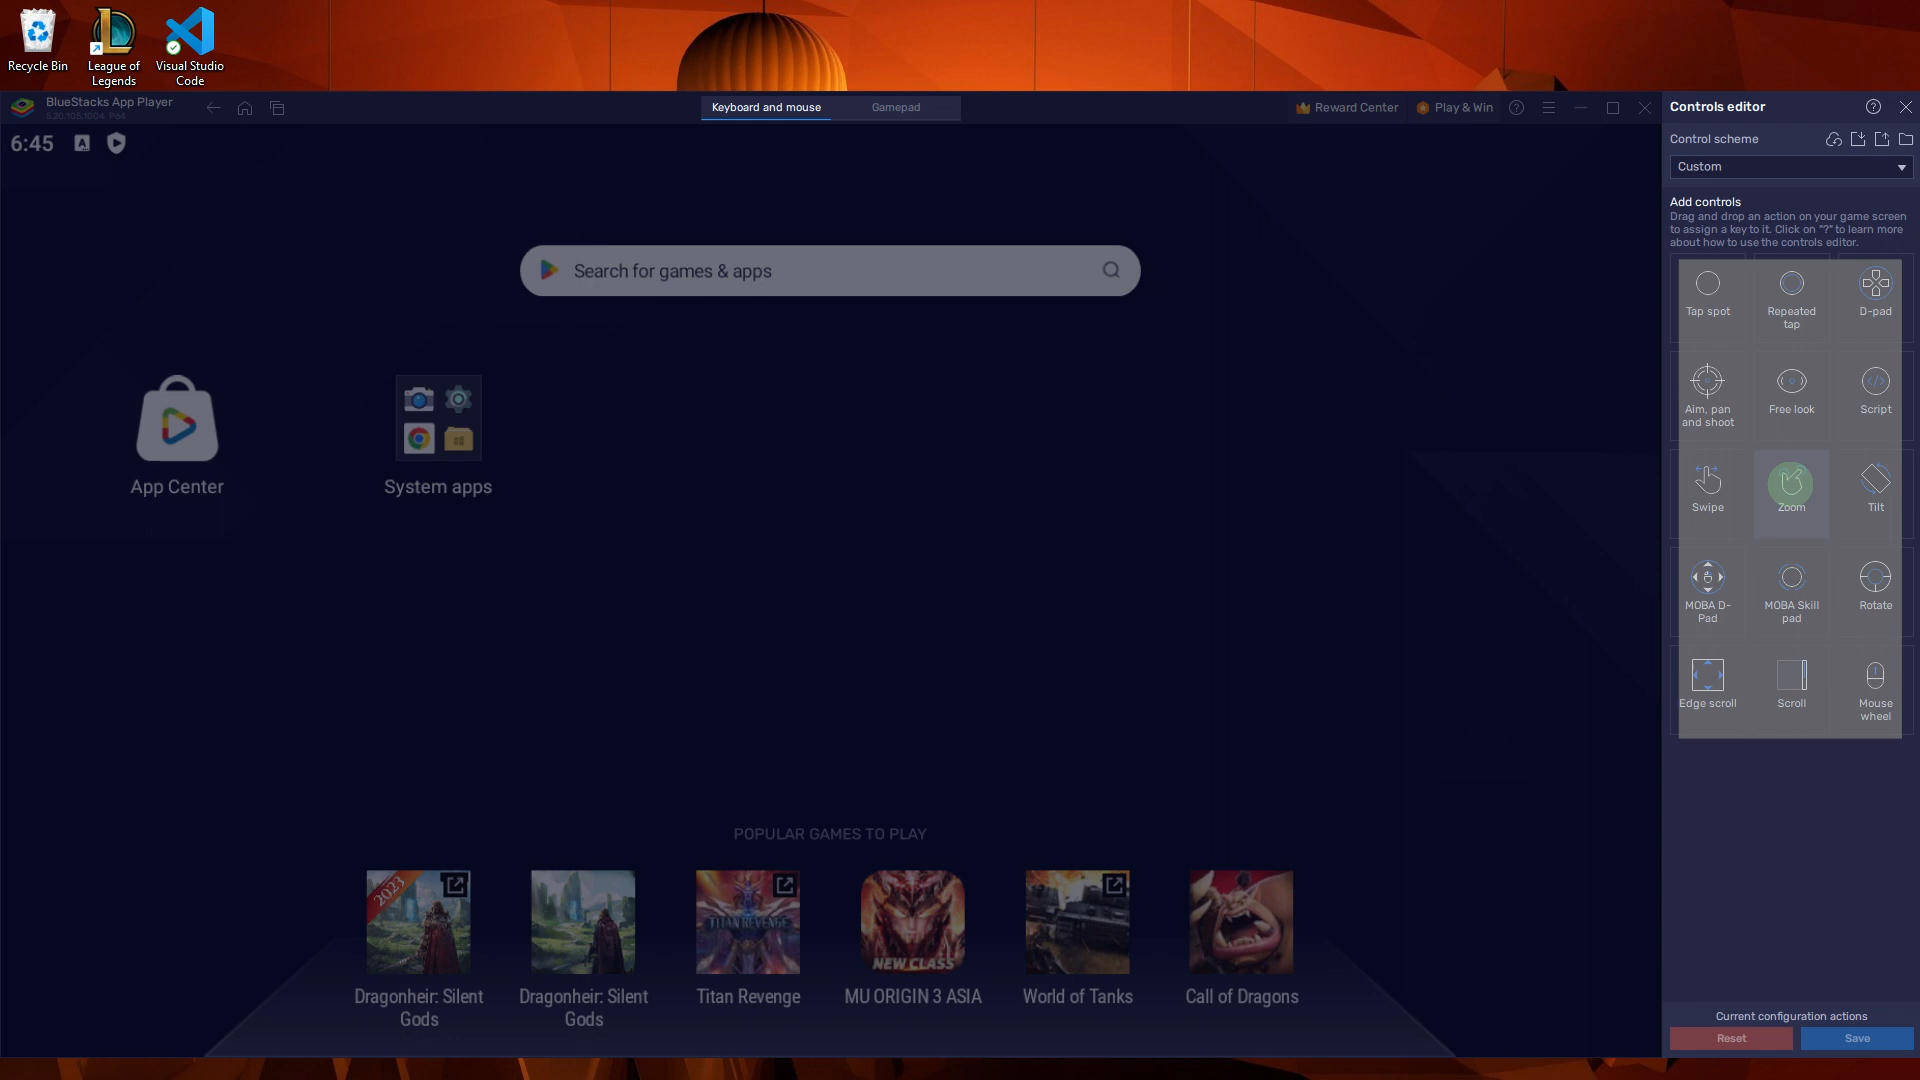 Recycle Bin
League of
Legends
Visual Studio
Code
BlueStacks App Player
5.20.105.1004 P64
Keyboard and mouse
Gamepad
Reward Center
Play & Win
Controls editor
6:45
Control scheme
Custom
Add controls
Drag and drop an action on your game screen
to assign a key to it. Click on "?" to learn more
about how to use the controls editor.
Search for games & apps
Tap spot
Repeated
tap
D-pad
Aim, pan
and shoot
Free look
Script
App Center
System apps
Swipe
Zoom
Tilt
MOBA D-
Pad
MOBA Skill
pad
Rotate
Edge scroll
Scroll
Mouse
wheel
POPULAR GAMES TO PLAY
2023
TITAN REVENGE
NEW CLASS
Dragonheir: Silent
Gods
Dragonheir: Silent
Gods
Titan Revenge
MU ORIGIN 3 ASIA
World of Tanks
Call of Dragons
Current configuration actions
Reset
Save